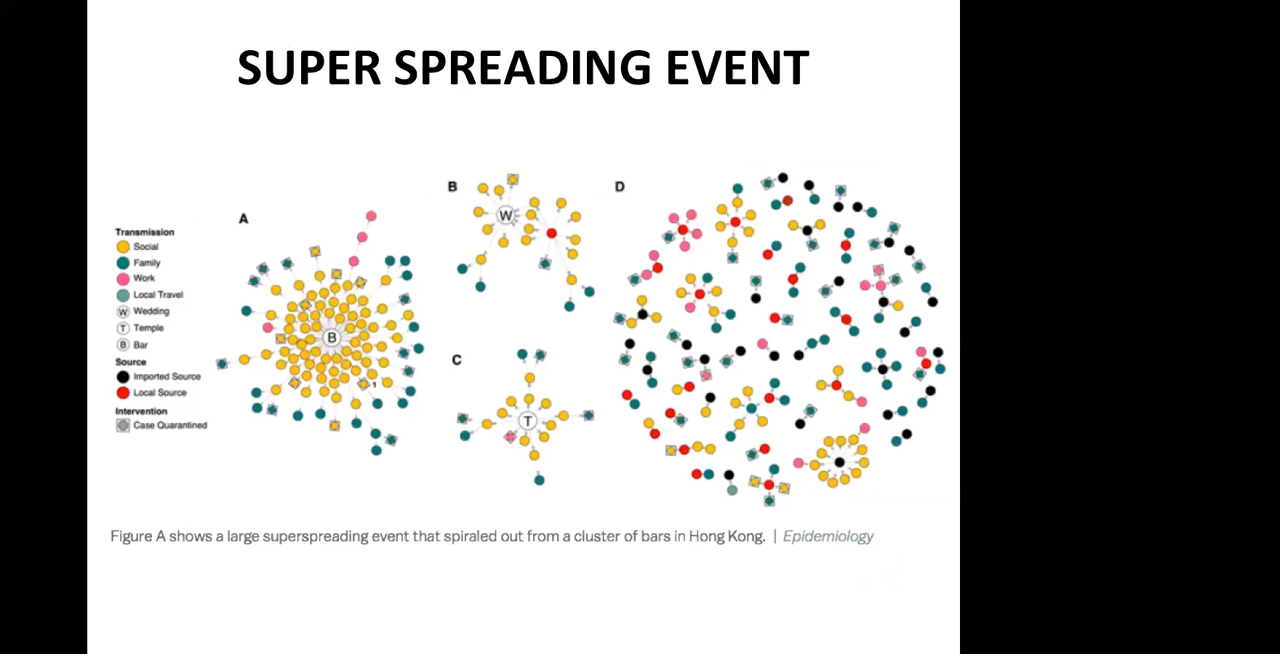 SUPER SPREADING EVENT
A
B
D
C
Transmission
Social
Family
Work
Local Travel
W Wedding
T Temple
B Bar
Source
Imported Source
Local Source
Intervention
Case Quarantined
B
1
W
T
Figure A shows a large superspreading event that spiraled out from a cluster of bars in Hong Kong. | Epidemiology